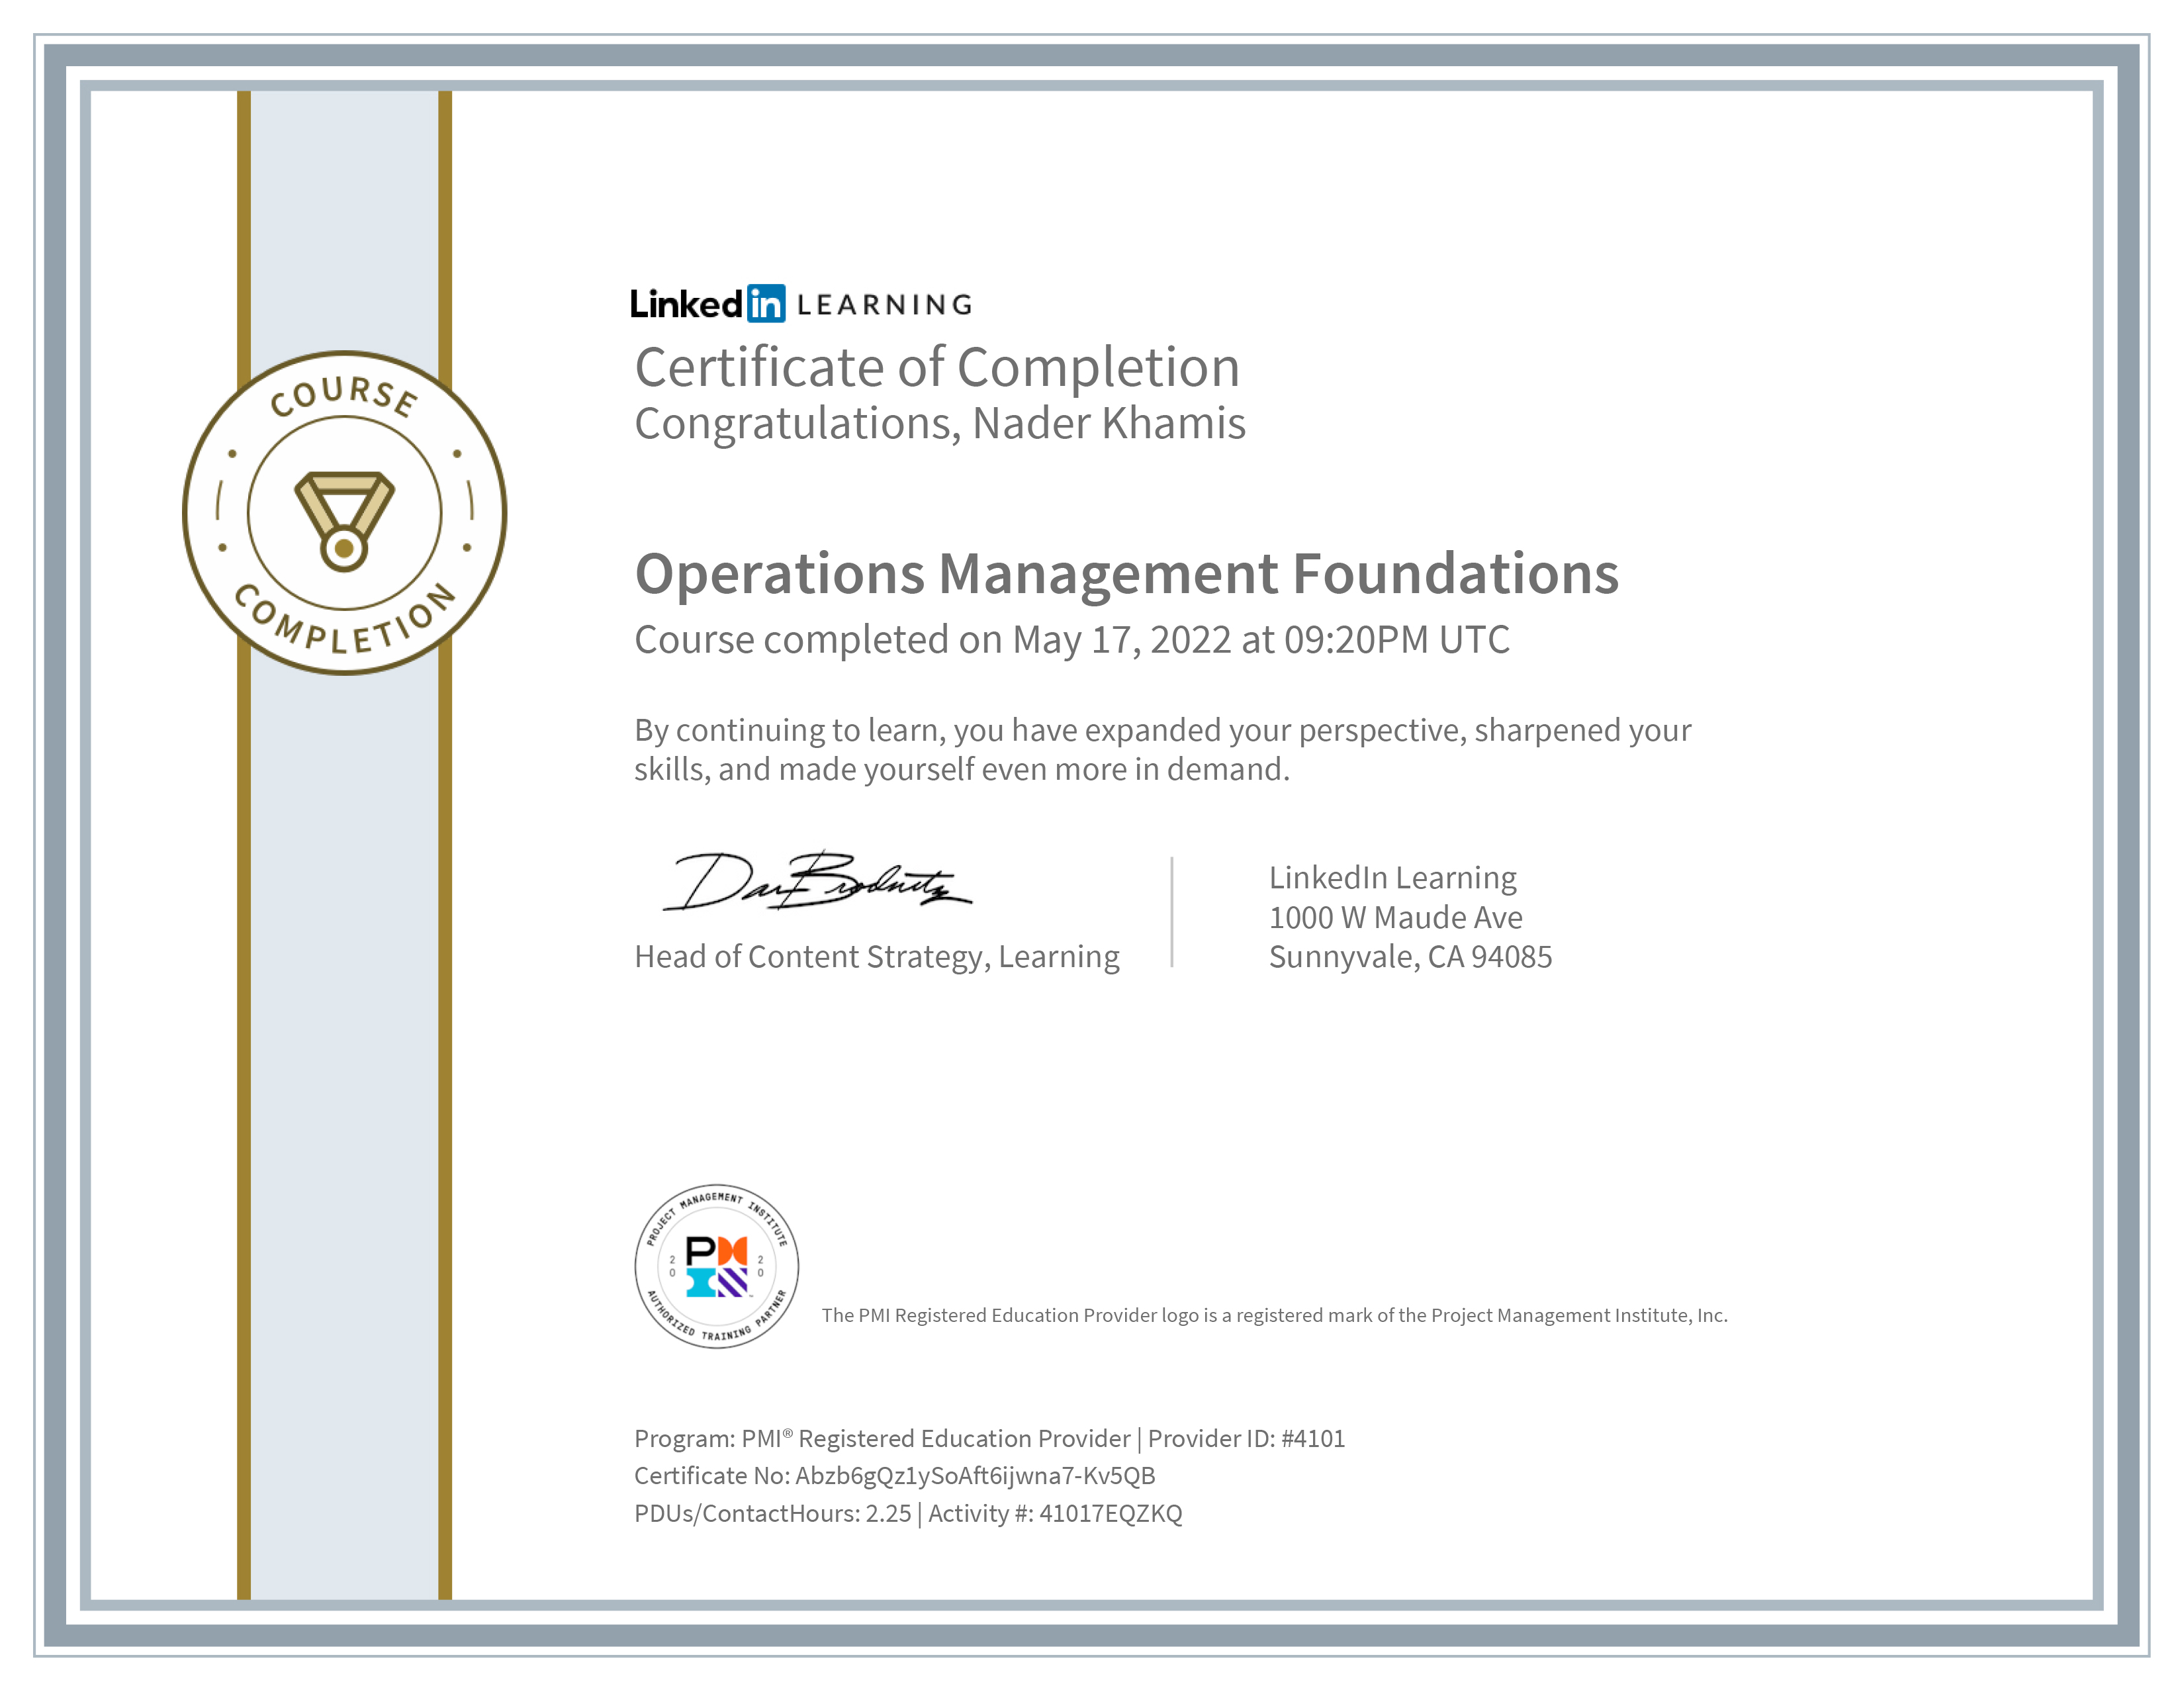 COURSE
COMPLETION
Linked in LEARNING
Certificate of Completion
Congratulations, Nader Khamis
Operations Management Foundations
Course completed on May 17, 2022 at 09:20PM UTC
By continuing to learn, you have expanded your perspective, sharpened your
skills, and made yourself even more in demand.
Head of Content Strategy, Learning
LinkedIn Learning
1000 W Maude Ave
Sunnyvale, CA 94085
PROJECT MANAGEMENT INSTITUTE
20 20
PMI
AUTHORIZED TRAINING PARTNER
The PMI Registered Education Provider logo is a registered mark of the Project Management Institute, Inc.
Program: PMI® Registered Education Provider | Provider ID: #4101
Certificate No: Abzb6gQz1ySoAft6ijwna7-Kv5QB
PDUs/ContactHours: 2.25 | Activity #: 41017EQZKQ